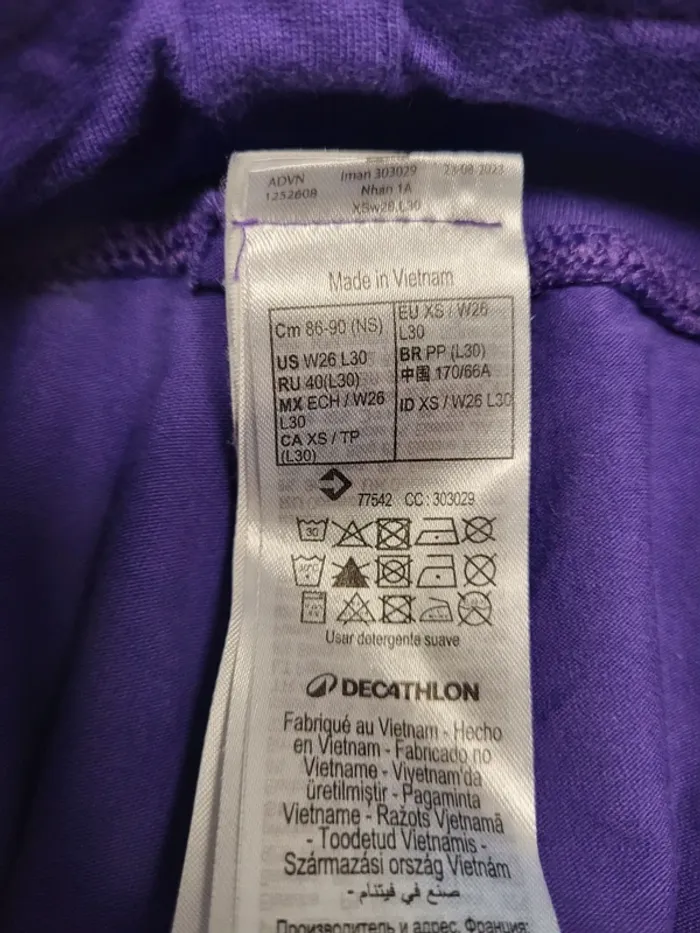 ADVN
1252608
Iman 303029
Nhan 1A
XSw26,L30
23-08-2023
Made in Vietnam
Cm 86-90 (NS)
US W26 L30
RU 40(L30)
MX ECH / W26
L30
CA XS / TP
(L30)
EU XS / W26
L30
BR PP (L30)
中国 170/66A
ID XS / W26 L30
77542 CC : 303029
30
30°C
Usar detergente suave
DECATHLON
Fabriqué au Vietnam - Hecho
en Vietnam - Fabricado no
Vietname - Viyetnam'da
üretilmiştir - Pagaminta
Vietname - Ražots Vjetnamā
- Toodetud Vietnamis -
Származási ország Vietnám
صنع في فيتنام -
Производитель и адрес, Франция: